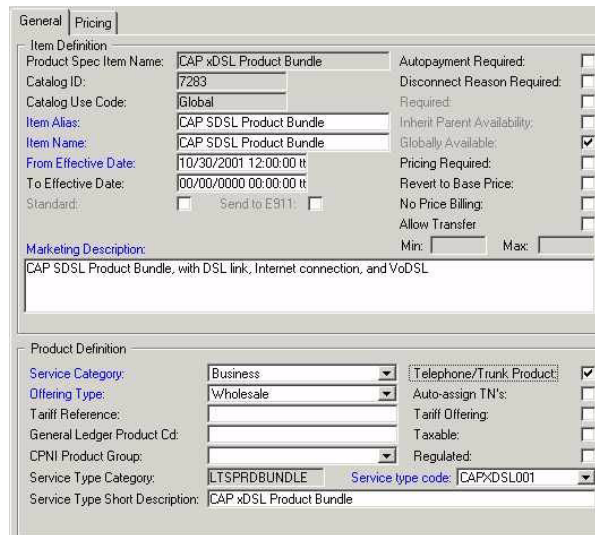 General Pricing
Item Definition
Product Spec Item Name: CAP xDSL Product Bundle Autopayment Required:
Catalog ID: 7283 Disconnect Reason Required:
Catalog Use Code: Global Required:
Item Alias: CAP SDSL Product Bundle Inherit Parent Availability:
Item Name: CAP SDSL Product Bundle Globally Available:
From Effective Date: 10/30/2001 12:00:00 tt Pricing Required:
To Effective Date: 00/00/0000 00:00:00 tt Revert to Base Price:
Standard: Send to E911: No Price Billing:
Allow Transfer
Marketing Description: Min: Max:
CAP SDSL Product Bundle, with DSL link, Internet connection, and VoDSL
Product Definition
Service Category: Business Telephone/Trunk Product:
Offering Type: Wholesale Auto-assign TN's:
Tariff Reference: Tariff Offering:
General Ledger Product Cd: Taxable:
CPNI Product Group: Regulated:
Service Type Category: LTSPRDBUNDLE Service type code: CAPXDSL001
Service Type Short Description: CAP xDSL Product Bundle